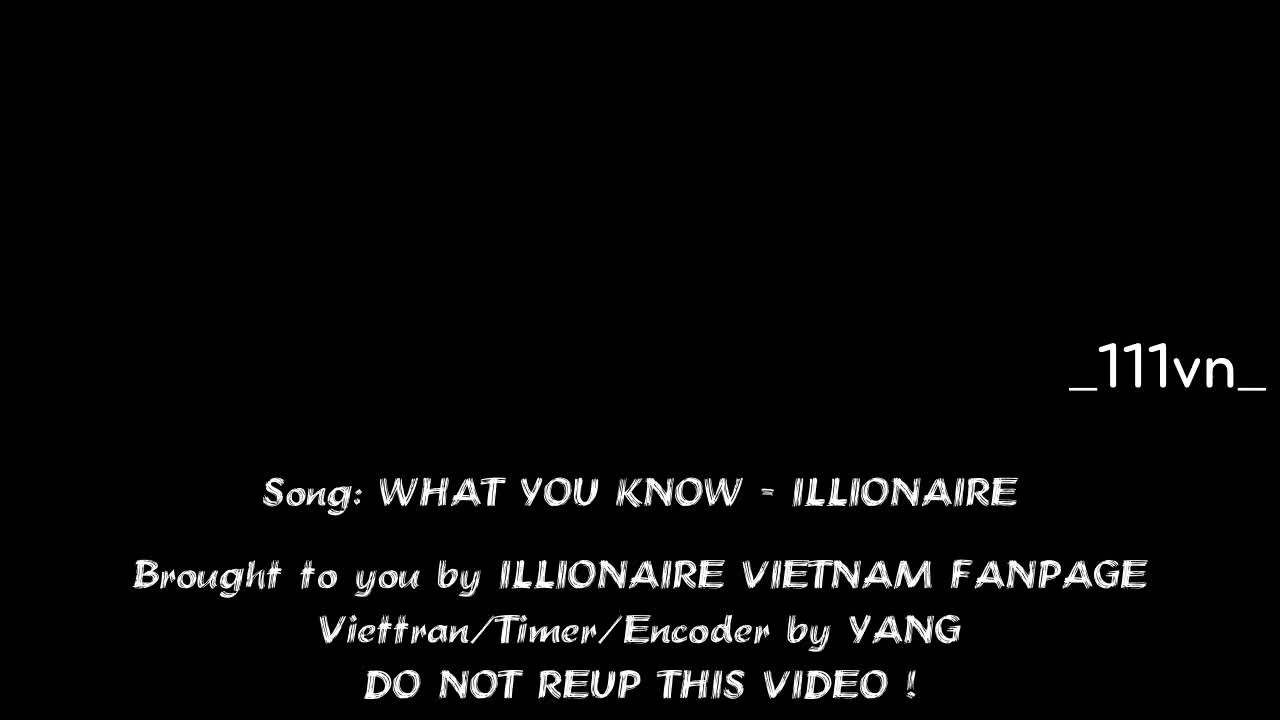 _111vn_
Song: WHAT YOU KNOW - ILLIONAIRE
Brought to you by ILLIONAIRE VIETNAM FANPAGE
Viettran/Timer/Encoder by YANG
DO NOT REUP THIS VIDEO !